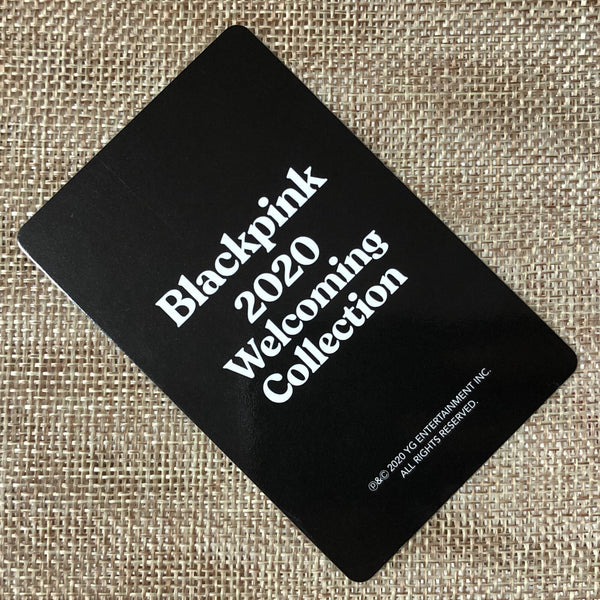 Blackpink
2020
Welcoming
Collection
℗&© 2020 YG ENTERTAINMENT INC.
ALL RIGHTS RESERVED.